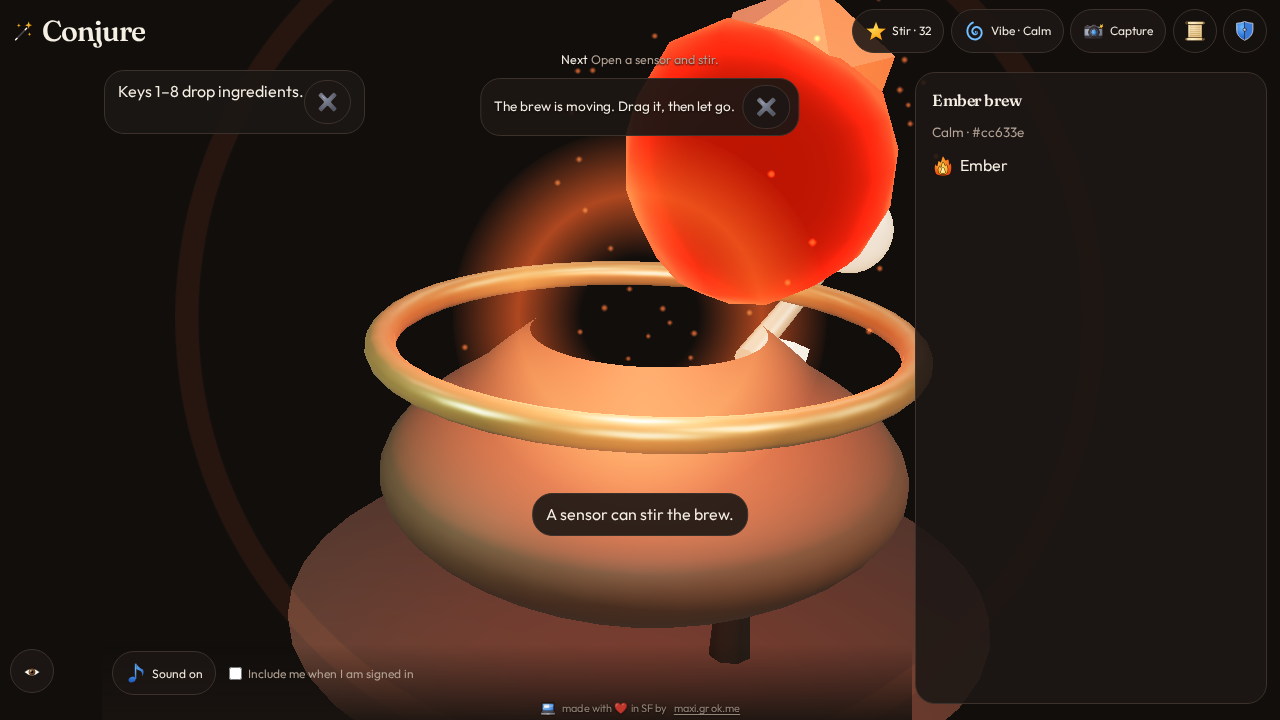 Conjure
Stir · 32
Vibe · Calm
Capture
Next Open a sensor and stir.
Keys 1–8 drop ingredients.
The brew is moving. Drag it, then let go.
Ember brew
Calm · #cc633e
Ember
A sensor can stir the brew.
Sound on
Include me when I am signed in
made with ❤️ in SF by maxi.grok.me